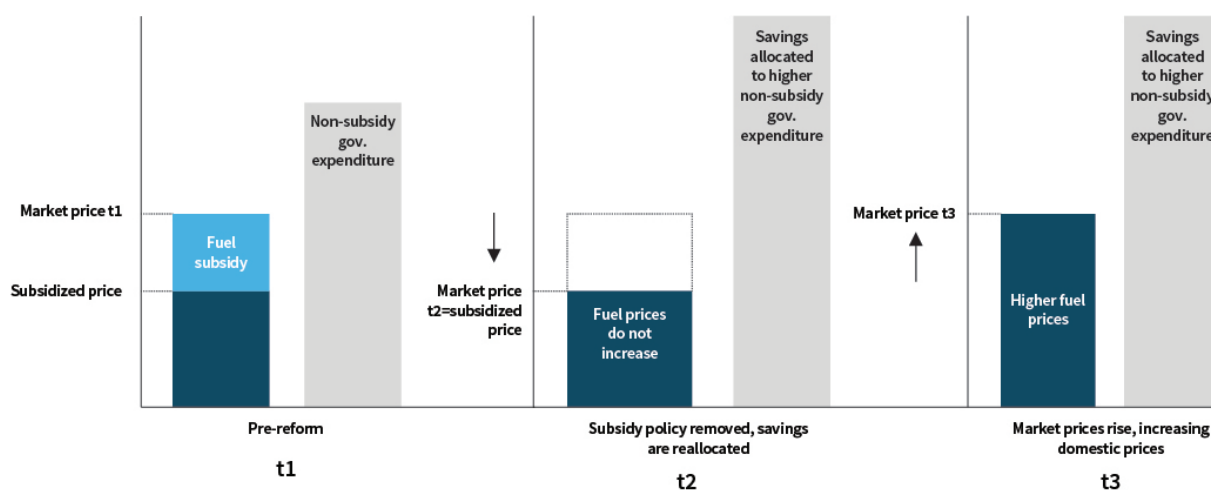 Market price t1
Subsidized price
Fuel
subsidy
Non-subsidy
gov.
expenditure
Pre-reform
t1
Market price
t2=subsidized
price
Fuel prices
do not
increase
Savings
allocated
to higher
non-subsidy
gov.
expenditure
Subsidy policy removed, savings
are reallocated
t2
Market price t3
Higher fuel
prices
Savings
allocated
to higher
non-subsidy
gov.
expenditure
Market prices rise, increasing
domestic prices
t3